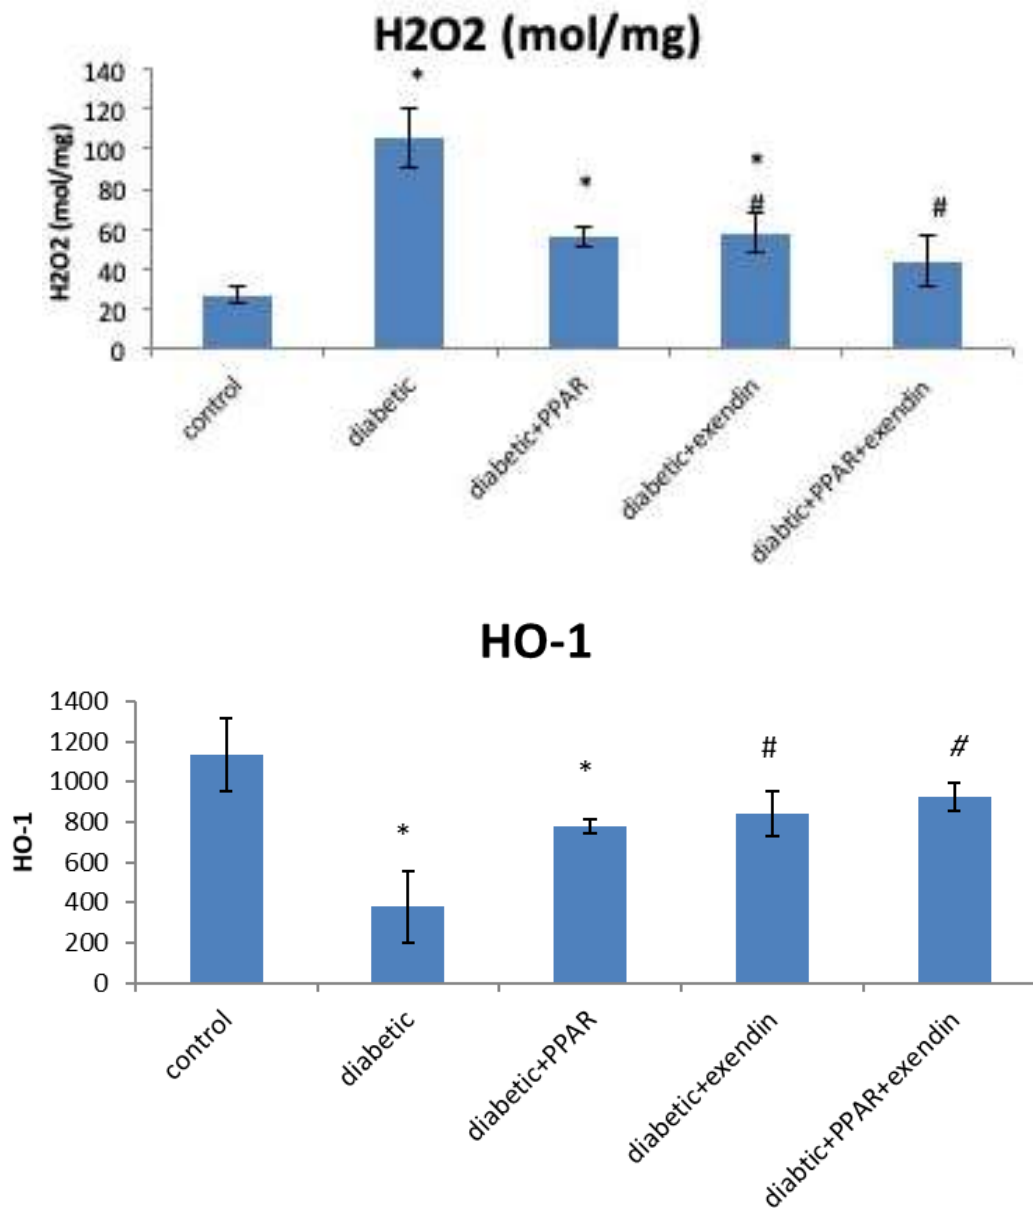 H2O2 (mol/mg)
H2O2 (mol/mg)
140
120
100
80
60
40
20
0
*
*
*
#
#
control
diabetic
diabetic+PPAR
diabetic+exendin
diabtic+PPAR+exendin
HO-1
HO-1
1400
1200
1000
800
600
400
200
0
*
*
#
#
control
diabetic
diabetic+PPAR
diabetic+exendin
diabtic+PPAR+exendin